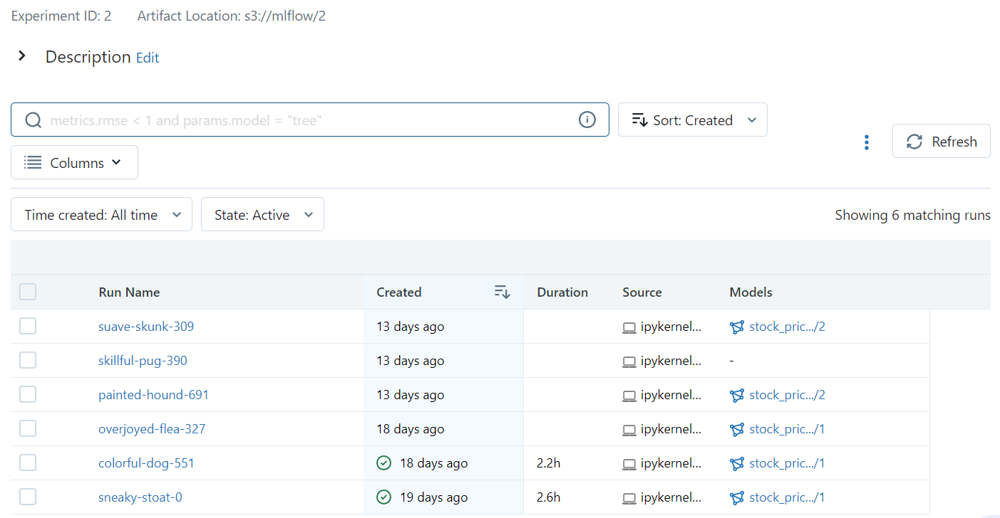 Experiment ID: 2 Artifact Location: s3://mlflow/2
Description Edit
metrics.rmse < 1 and params.model = "tree"
Sort: Created
Refresh
Columns
Time created: All time State: Active Showing 6 matching runs
Run Name Created Duration Source Models
suave-skunk-309 13 days ago ipykernel... stock_pric.../2
skillful-pug-390 13 days ago ipykernel... -
painted-hound-691 13 days ago ipykernel... stock_pric.../2
overjoyed-flea-327 18 days ago ipykernel... stock_pric.../1
colorful-dog-551 18 days ago 2.2h ipykernel... stock_pric.../1
sneaky-stoat-0 19 days ago 2.6h ipykernel... stock_pric.../1